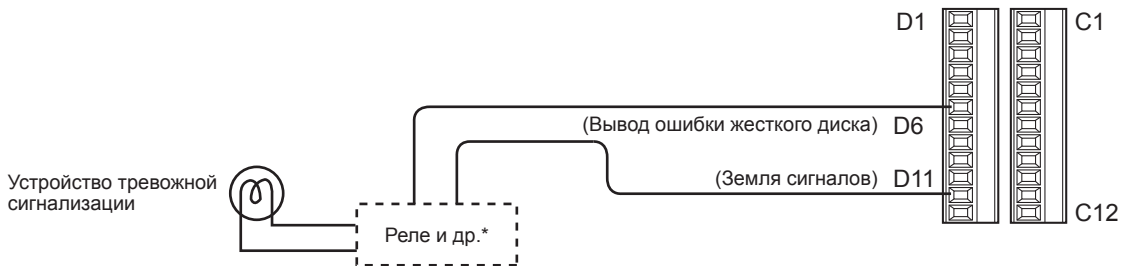 D1
C1
(Вывод ошибки жесткого диска) D6
(Земля сигналов) D11
Устройство тревожной
сигнализации
Реле и др.*
C12